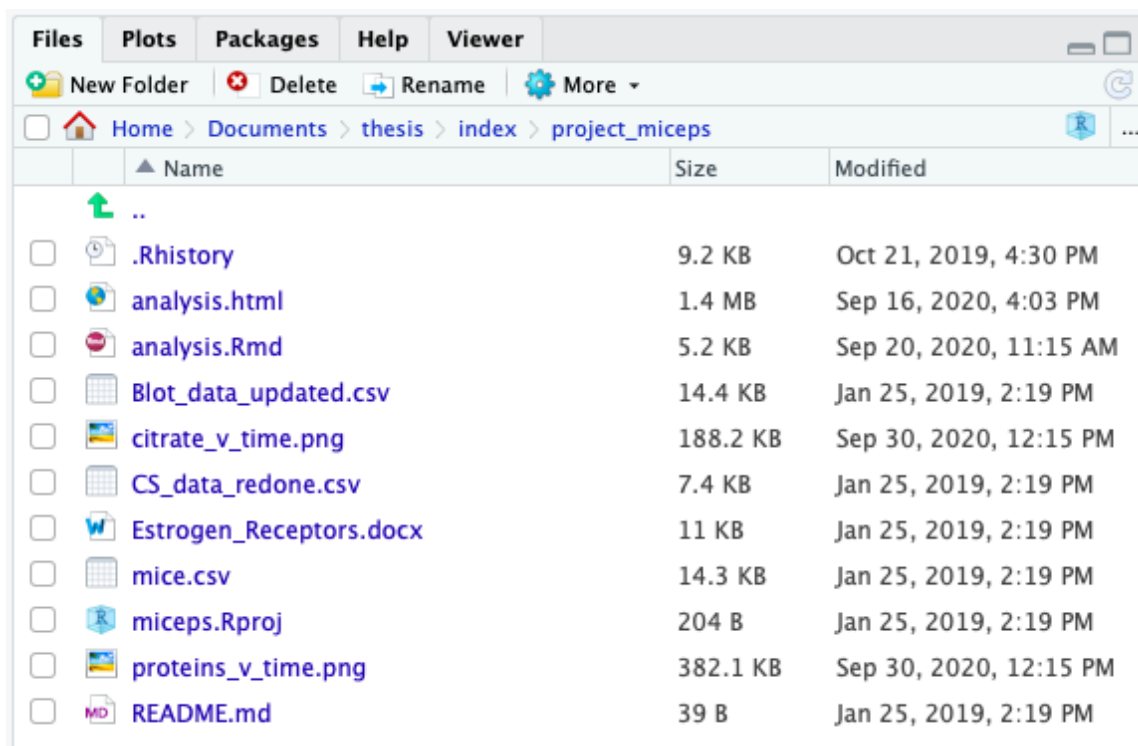 Files Plots Packages Help Viewer
New Folder Delete Rename More
Home Documents thesis index project_miceps R ...
Name Size Modified
..
.Rhistory 9.2 KB Oct 21, 2019, 4:30 PM
analysis.html 1.4 MB Sep 16, 2020, 4:03 PM
analysis.Rmd 5.2 KB Sep 20, 2020, 11:15 AM
Blot_data_updated.csv 14.4 KB Jan 25, 2019, 2:19 PM
citrate_v_time.png 188.2 KB Sep 30, 2020, 12:15 PM
CS_data_redone.csv 7.4 KB Jan 25, 2019, 2:19 PM
W Estrogen_Receptors.docx 11 KB Jan 25, 2019, 2:19 PM
mice.csv 14.3 KB Jan 25, 2019, 2:19 PM
R miceps.Rproj 204 B Jan 25, 2019, 2:19 PM
proteins_v_time.png 382.1 KB Sep 30, 2020, 12:15 PM
MD README.md 39 B Jan 25, 2019, 2:19 PM